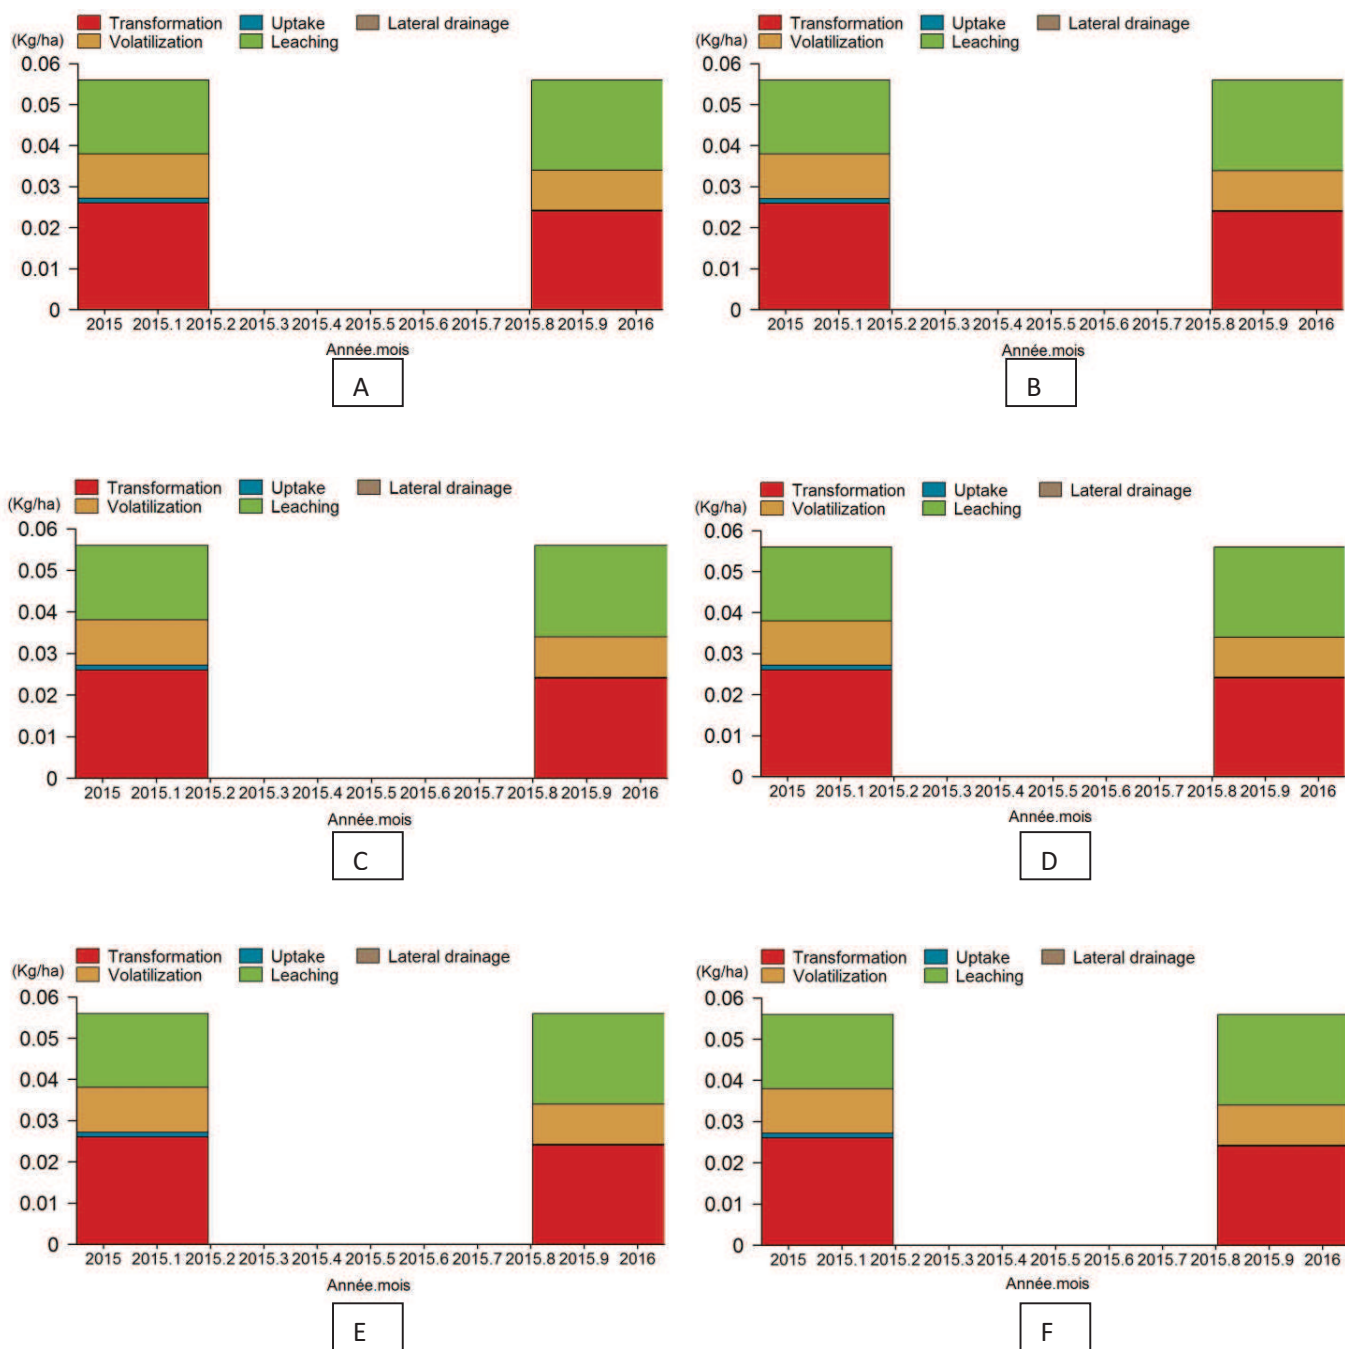 Transformation Uptake Lateral drainage
(Kg/ha) Volatilization Leaching
0.06
0.05
0.04
0.03
0.02
0.01
0
2015 2015.1 2015.2 2015.3 2015.4 2015.5 2015.6 2015.7 2015.8 2015.9 2016
Année.mois
A
Transformation Uptake Lateral drainage
(Kg/ha) Volatilization Leaching
0.06
0.05
0.04
0.03
0.02
0.01
0
2015 2015.1 2015.2 2015.3 2015.4 2015.5 2015.6 2015.7 2015.8 2015.9 2016
Année.mois
B
Transformation Uptake Lateral drainage
(Kg/ha) Volatilization Leaching
0.06
0.05
0.04
0.03
0.02
0.01
0
2015 2015.1 2015.2 2015.3 2015.4 2015.5 2015.6 2015.7 2015.8 2015.9 2016
Année.mois
C
Transformation Uptake Lateral drainage
(Kg/ha) Volatilization Leaching
0.06
0.05
0.04
0.03
0.02
0.01
0
2015 2015.1 2015.2 2015.3 2015.4 2015.5 2015.6 2015.7 2015.8 2015.9 2016
Année.mois
D
Transformation Uptake Lateral drainage
(Kg/ha) Volatilization Leaching
0.06
0.05
0.04
0.03
0.02
0.01
0
2015 2015.1 2015.2 2015.3 2015.4 2015.5 2015.6 2015.7 2015.8 2015.9 2016
Année.mois
E
Transformation Uptake Lateral drainage
(Kg/ha) Volatilization Leaching
0.06
0.05
0.04
0.03
0.02
0.01
0
2015 2015.1 2015.2 2015.3 2015.4 2015.5 2015.6 2015.7 2015.8 2015.9 2016
Année.mois
F